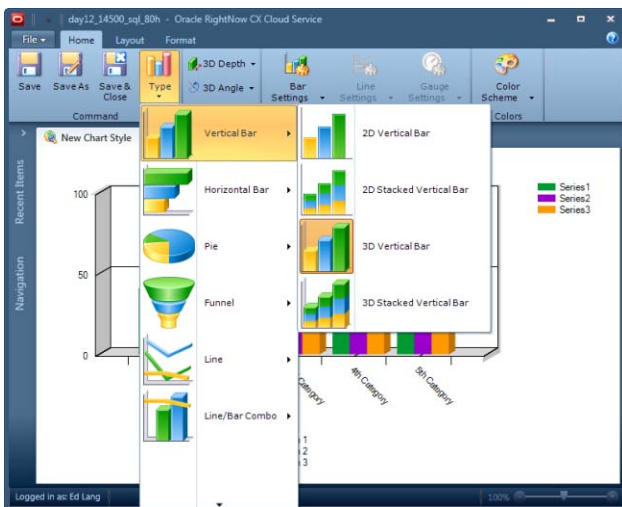 day12_14500_sql_80h - Oracle RightNow CX Cloud Service
File Home Layout Format
Save Save As Save & Close Type 3D Depth 3D Angle Bar Settings Line Settings Gauge Settings Color Scheme
Command Colors
New Chart Style
Recent Items
Navigation
Vertical Bar
Horizontal Bar
Pie
Funnel
Line
Line/Bar Combo
2D Vertical Bar
2D Stacked Vertical Bar
3D Vertical Bar
3D Stacked Vertical Bar
Series1
Series2
Series3
100
50
0
Category
4th Category
5th Category
1
2
3
Logged in as: Ed Lang
100%